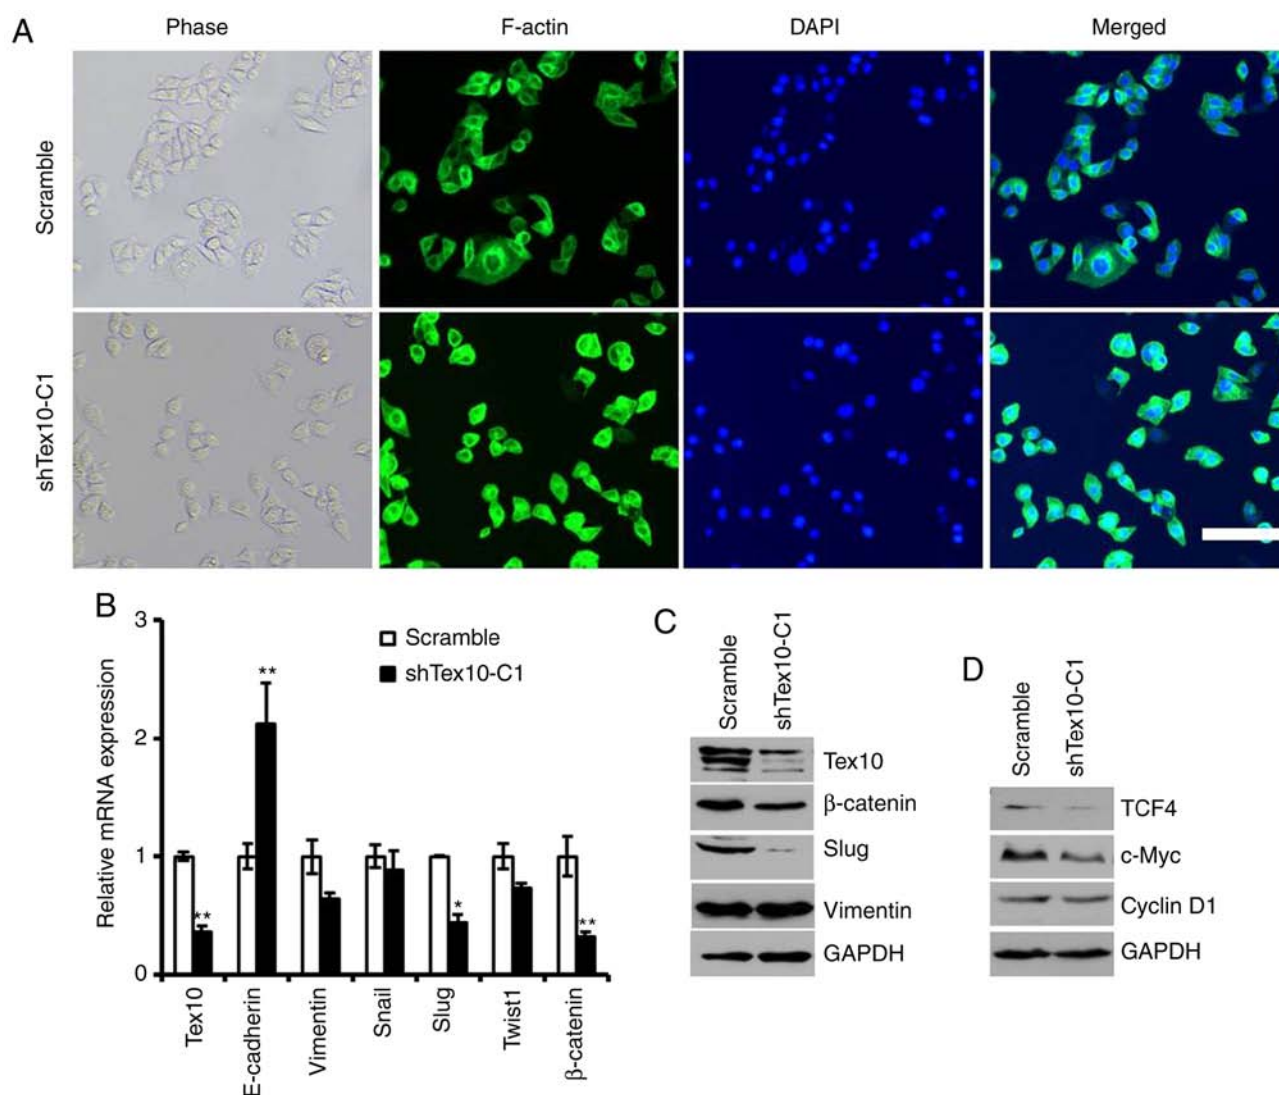 A
Phase
F-actin
DAPI
Merged
Scramble
shTex10-C1
B
Relative mRNA expression
3
2
1
0
Scramble
shTex10-C1
**
**
*
**
Tex10
E-cadherin
Vimentin
Snail
Slug
Twist1
β-catenin
C
Scramble
shTex10-C1
Tex10
β-catenin
Slug
Vimentin
GAPDH
D
Scramble
shTex10-C1
TCF4
c-Myc
Cyclin D1
GAPDH